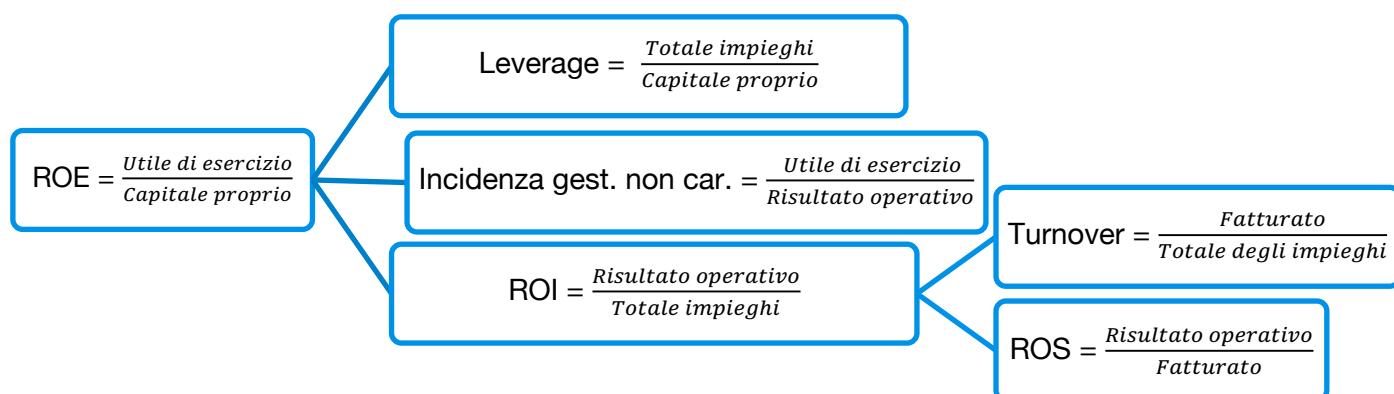 Leverage = Totale impieghi / Capitale proprio
ROE = Utile di esercizio / Capitale proprio
Incidenza gest. non car. = Utile di esercizio / Risultato operativo
ROI = Risultato operativo / Totale impieghi
Turnover = Fatturato / Totale degli impieghi
ROS = Risultato operativo / Fatturato